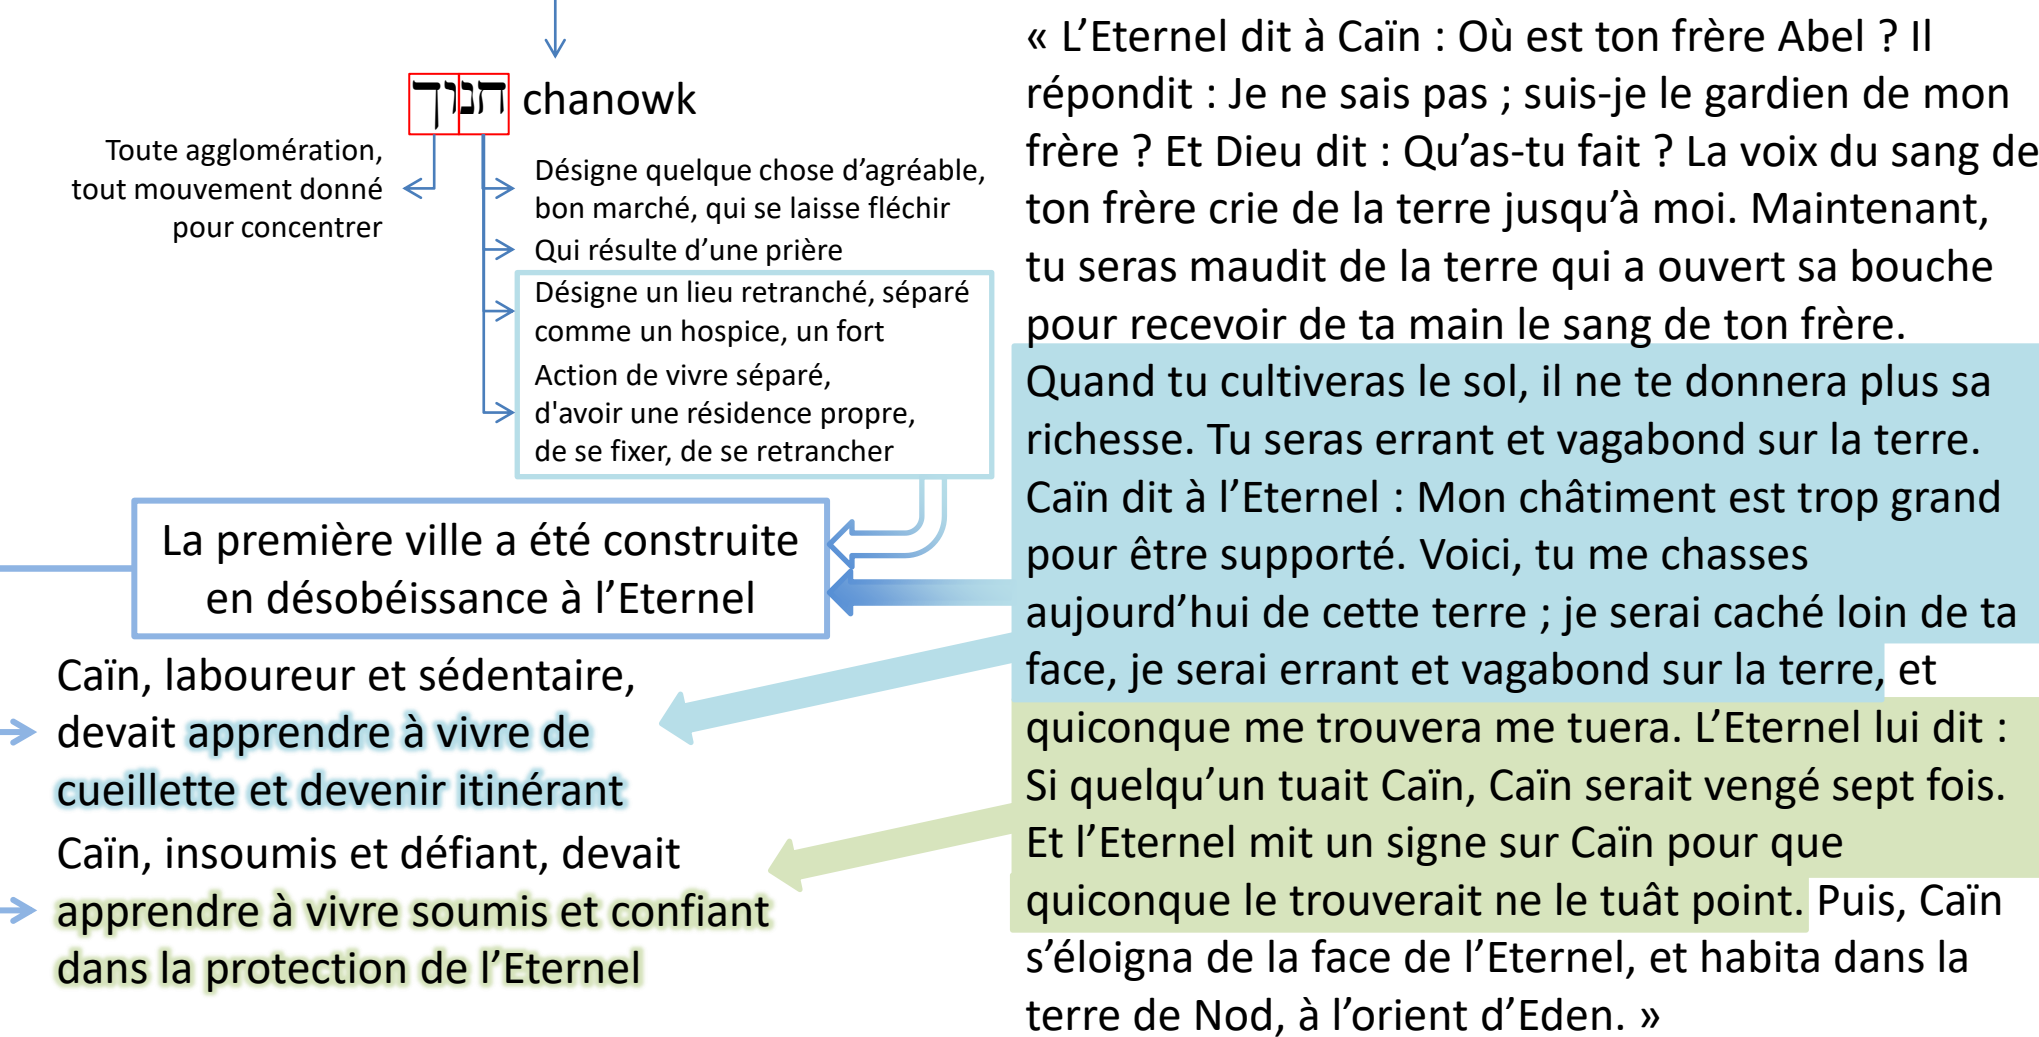 חנוך chanowk
Toute agglomération,
tout mouvement donné
pour concentrer
Désigne quelque chose d’agréable,
bon marché, qui se laisse fléchir
Qui résulte d’une prière
Désigne un lieu retranché, séparé
comme un hospice, un fort
Action de vivre séparé,
d'avoir une résidence propre,
de se fixer, de se retrancher
La première ville a été construite
en désobéissance à l’Eternel
Caïn, laboureur et sédentaire,
devait apprendre à vivre de
cueillette et devenir itinérant
Caïn, insoumis et défiant, devait
apprendre à vivre soumis et confiant
dans la protection de l’Eternel
« L’Eternel dit à Caïn : Où est ton frère Abel ? Il
répondit : Je ne sais pas ; suis-je le gardien de mon
frère ? Et Dieu dit : Qu’as-tu fait ? La voix du sang de
ton frère crie de la terre jusqu’à moi. Maintenant,
tu seras maudit de la terre qui a ouvert sa bouche
pour recevoir de ta main le sang de ton frère.
Quand tu cultiveras le sol, il ne te donnera plus sa
richesse. Tu seras errant et vagabond sur la terre.
Caïn dit à l’Eternel : Mon châtiment est trop grand
pour être supporté. Voici, tu me chasses
aujourd’hui de cette terre ; je serai caché loin de ta
face, je serai errant et vagabond sur la terre, et
quiconque me trouvera me tuera. L’Eternel lui dit :
Si quelqu’un tuait Caïn, Caïn serait vengé sept fois.
Et l’Eternel mit un signe sur Caïn pour que
quiconque le trouverait ne le tuât point. Puis, Caïn
s’éloigna de la face de l’Eternel, et habita dans la
terre de Nod, à l’orient d’Eden. »